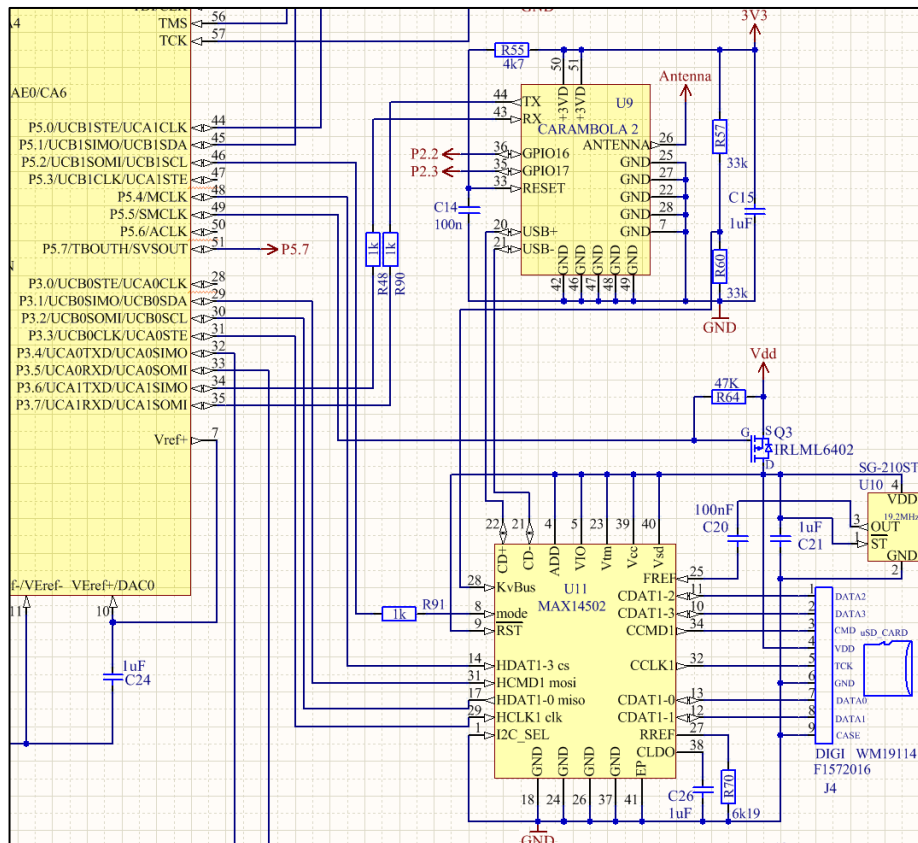 A4
TMS 56
TCK 57
GND
3V3
R55
4k7
50
51
+3VD
+3VD
Antenna
AE0/CA6
44 TX
43 RX
U9
CARAMBOLA 2
P5.0/UCB1STE/UCA1CLK 44
P5.1/UCB1SIMO/UCB1SDA 45
P5.2/UCB1SOMI/UCB1SCL 46
P5.3/UCB1CLK/UCA1STE 47
P5.4/MCLK 48
P5.5/SMCLK 49
P5.6/ACLK 50
P5.7/TBOUTH/SVSOUT 51
P5.7
P2.2
36 GPIO16
P2.3
35 GPIO17
33 RESET
20 USB+
21 USB-
ANTENNA 26
GND 25
GND 27
GND 22
GND 28
GND 7
GND GND GND GND GND
42 46 47 48 49
C14
100n
R57
33k
C15
1uF
R60
33k
GND
1k 1k
R48 R90
P3.0/UCB0STE/UCA0CLK 28
P3.1/UCB0SIMO/UCB0SDA 29
P3.2/UCB0SOMI/UCB0SCL 30
P3.3/UCB0CLK/UCA0STE 31
P3.4/UCA0TXD/UCA0SIMO 32
P3.5/UCA0RXD/UCA0SOMI 33
P3.6/UCA1TXD/UCA1SIMO 34
P3.7/UCA1RXD/UCA1SOMI 35
Vref+ 7
Vdd
47K
R64
G S Q3
IRLML6402
D
SG-210ST
U10
4
VDD
19.2MHz
3 OUT
1 ST
GND
2
100nF
C20
1uF
C21
22 21 4 5 23 39 40
CD+ CD- ADD VIO Vtm Vcc Vsd
U11
MAX14502
28 KvBus
8 mode
9 RST
14 HDAT1-3 cs
31 HCMD1 mosi
17 HDAT1-0 miso
29 HCLK1 clk
1 I2C_SEL
FREF 25
CDAT1-2 11
CDAT1-3 10
CCMD1 34
CCLK1 32
CDAT1-0 13
CDAT1-1 12
RREF 27
CLDO 38
GND GND GND GND EP
18 24 26 37 41
GND
R91
1k
f-/VEref- VEref+/DAC0
11 10
1uF
C24
C26
1uF
R70
6k19
1 DATA2
2 DATA3
3 CMD
uSD_CARD
4 VDD
5 TCK
6 GND
7 DATA0
8 DATA1
9 CASE
DIGI WM19114
F1572016
J4